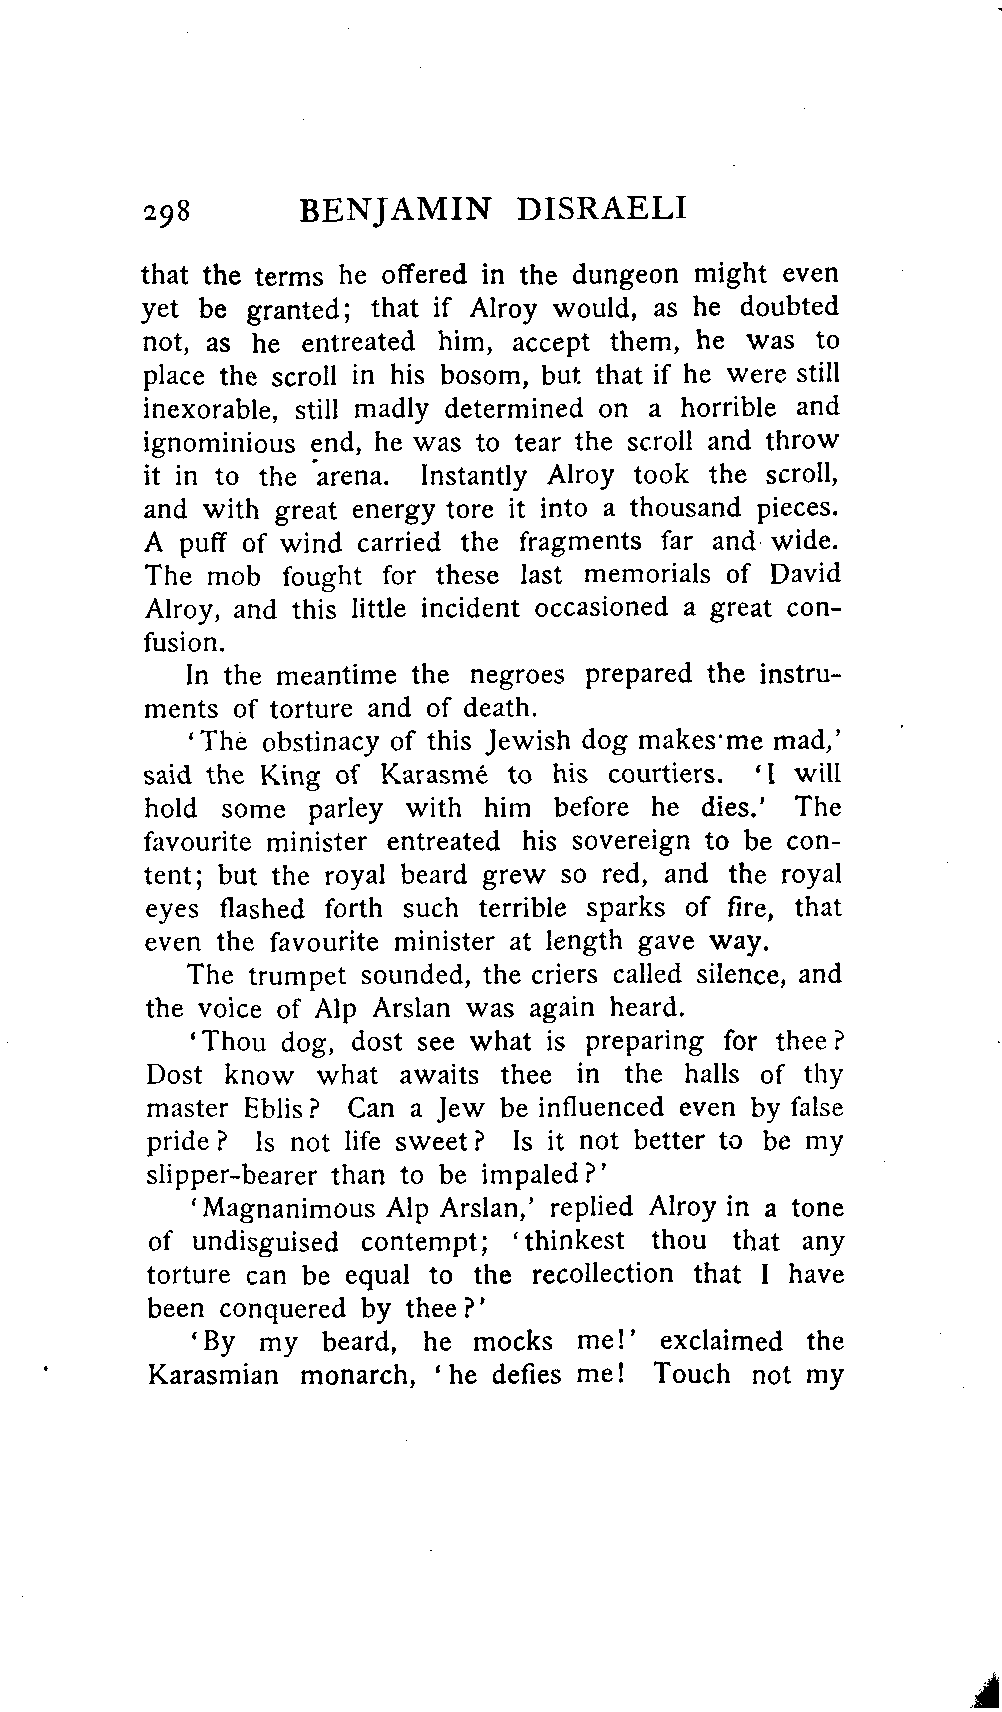 298 BENJAMIN DISRAELI
that the terms he offered in the dungeon might even
yet be granted; that if Alroy would, as he doubted
not, as he entreated him, accept them, he was to
place the scroll in his bosom, but that if he were still
inexorable, still madly determined on a horrible and
ignominious end, he was to tear the scroll and throw
it in to the arena. Instantly Alroy took the scroll,
and with great energy tore it into a thousand pieces.
A puff of wind carried the fragments far and wide.
The mob fought for these last memorials of David
Alroy, and this little incident occasioned a great con-
fusion.
In the meantime the negroes prepared the instru-
ments of torture and of death.
‘The obstinacy of this Jewish dog makes me mad,’
said the King of Karasmé to his courtiers. ‘I will
hold some parley with him before he dies.’ The
favourite minister entreated his sovereign to be con-
tent; but the royal beard grew so red, and the royal
eyes flashed forth such terrible sparks of fire, that
even the favourite minister at length gave way.
The trumpet sounded, the criers called silence, and
the voice of Alp Arslan was again heard.
‘Thou dog, dost see what is preparing for thee?
Dost know what awaits thee in the halls of thy
master Eblis? Can a Jew be influenced even by false
pride? Is not life sweet? Is it not better to be my
slipper-bearer than to be impaled?’
‘Magnanimous Alp Arslan,’ replied Alroy in a tone
of undisguised contempt; ‘thinkest thou that any
torture can be equal to the recollection that I have
been conquered by thee?’
‘By my beard, he mocks me!’ exclaimed the
Karasmian monarch, ‘he defies me! Touch not my